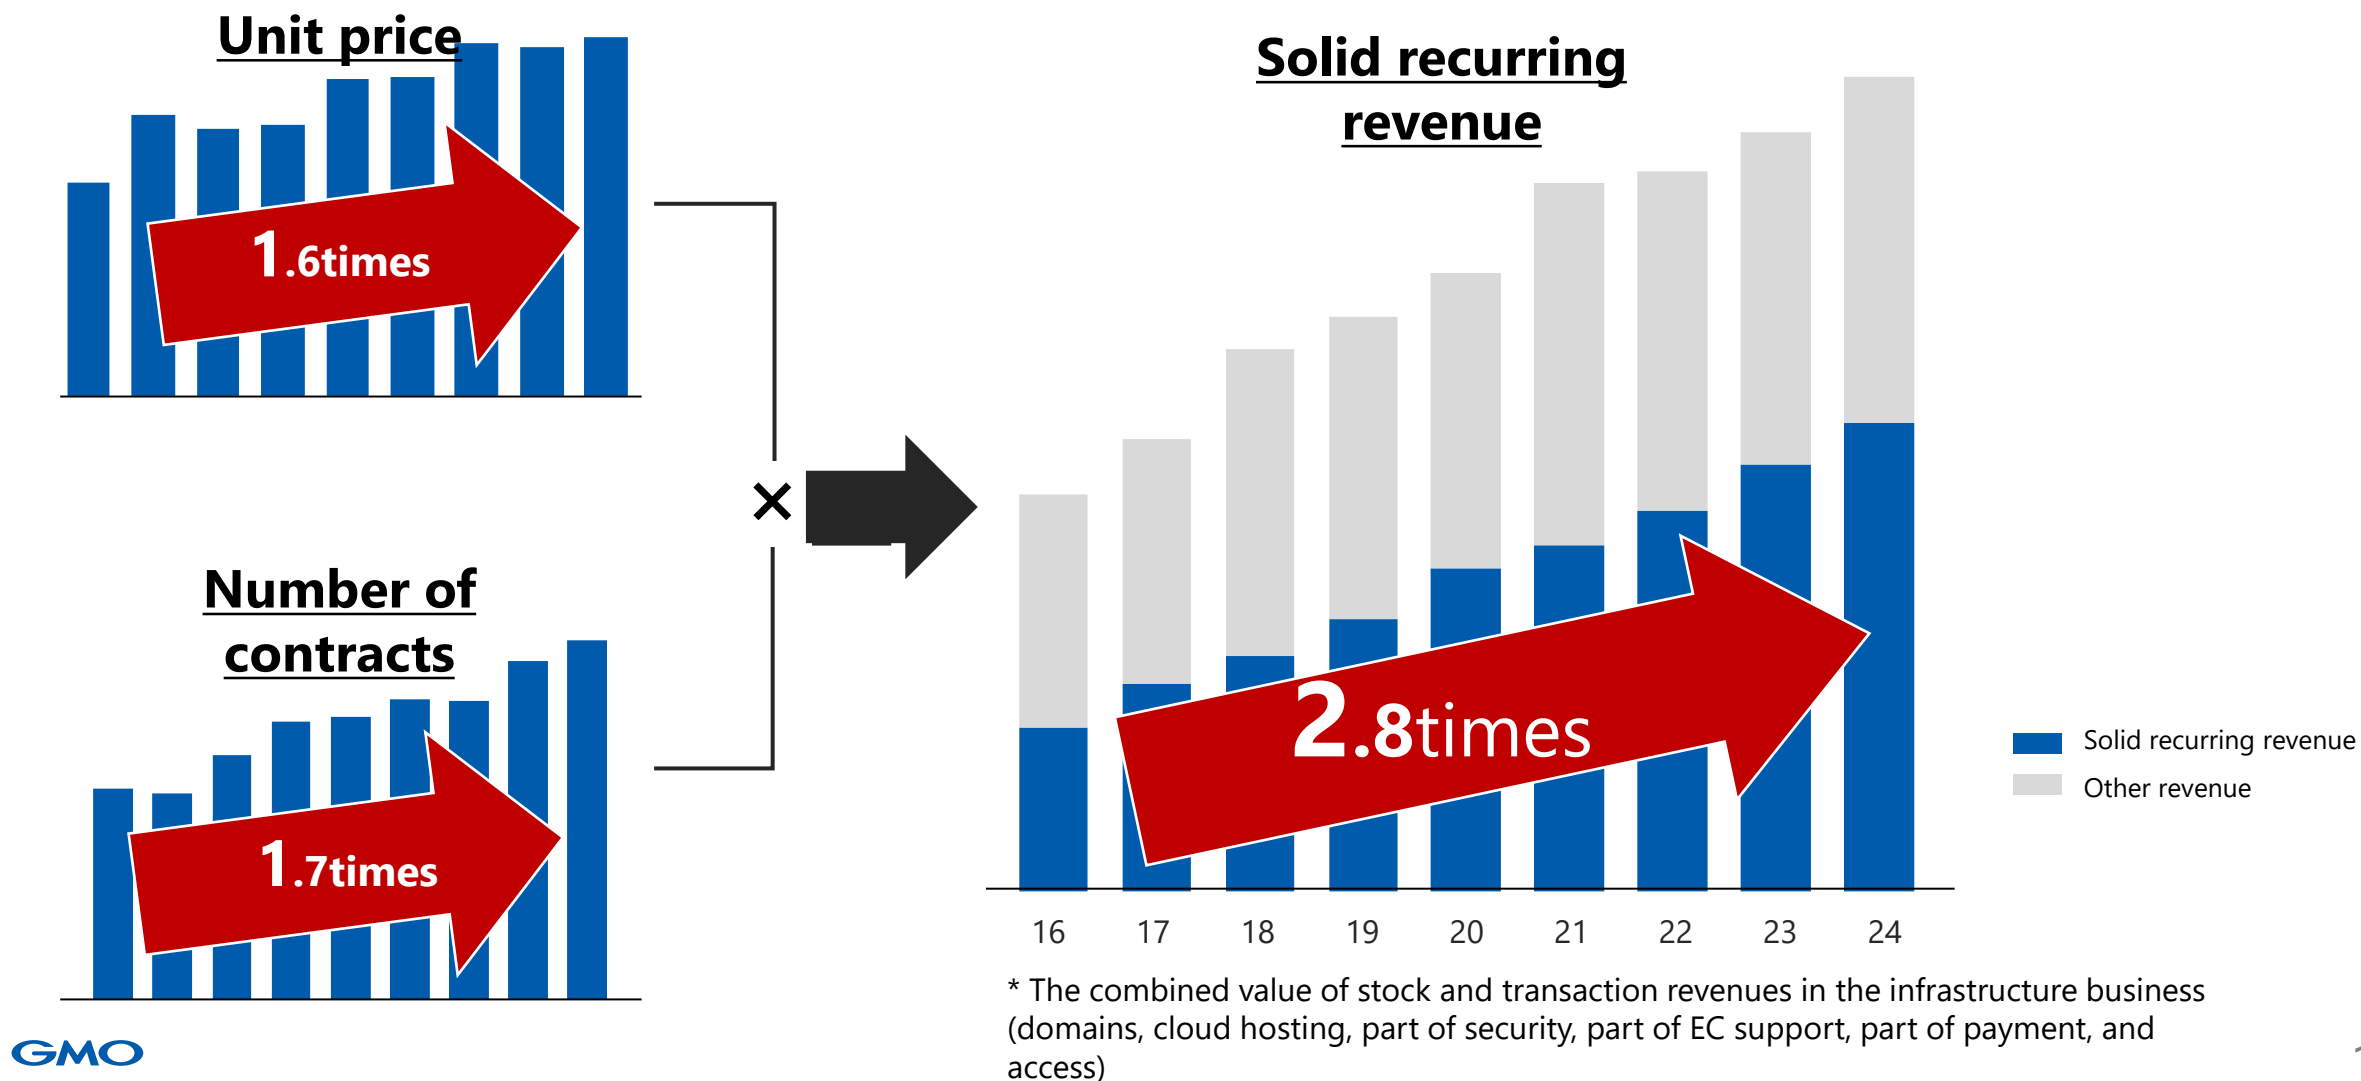 Unit price
1.6times
Number of
contracts
1.7times
×
Solid recurring
revenue
2.8times
Solid recurring revenue
Other revenue
16 17 18 19 20 21 22 23 24
* The combined value of stock and transaction revenues in the infrastructure business
(domains, cloud hosting, part of security, part of EC support, part of payment, and
access)
GMO